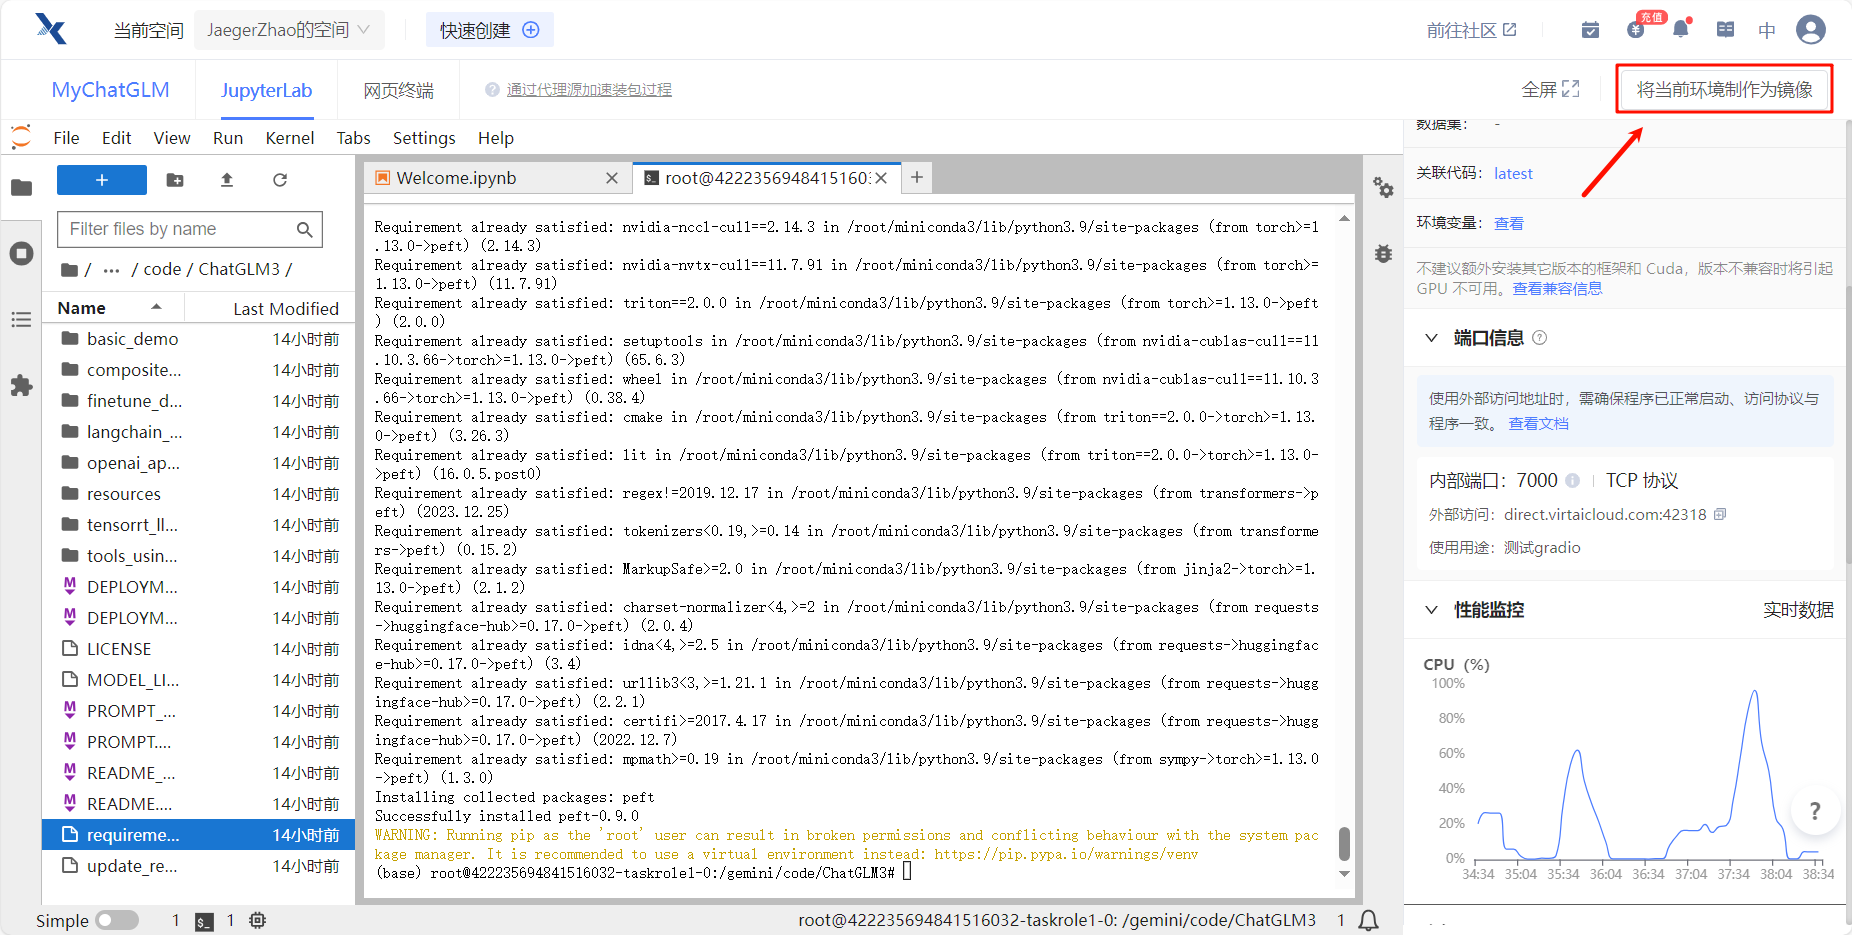 当前空间 JaegerZhao的空间 快速创建 前往社区 充值 中
MyChatGLM JupyterLab 网页终端 通过代理源加速装包过程 全屏 将当前环境制作为镜像
File Edit View Run Kernel Tabs Settings Help
Filter files by name
/ ··· / code / ChatGLM3 /
Name Last Modified
basic_demo 14小时前
composite... 14小时前
finetune_d... 14小时前
langchain_... 14小时前
openai_ap... 14小时前
resources 14小时前
tensorrt_ll... 14小时前
tools_usin... 14小时前
DEPLOYM... 14小时前
DEPLOYM... 14小时前
LICENSE 14小时前
MODEL_LI... 14小时前
PROMPT_... 14小时前
PROMPT.... 14小时前
README_... 14小时前
README.... 14小时前
requireme... 14小时前
update_re... 14小时前
Welcome.ipynb root@4222356948415160
Requirement already satisfied: nvidia-nccl-cu11==2.14.3 in /root/miniconda3/lib/python3.9/site-packages (from torch>=1
.13.0->peft) (2.14.3)
Requirement already satisfied: nvidia-nvtx-cu11==11.7.91 in /root/miniconda3/lib/python3.9/site-packages (from torch>=
1.13.0->peft) (11.7.91)
Requirement already satisfied: triton==2.0.0 in /root/miniconda3/lib/python3.9/site-packages (from torch>=1.13.0->peft
) (2.0.0)
Requirement already satisfied: setuptools in /root/miniconda3/lib/python3.9/site-packages (from nvidia-cublas-cu11==11
.10.3.66->torch>=1.13.0->peft) (65.6.3)
Requirement already satisfied: wheel in /root/miniconda3/lib/python3.9/site-packages (from nvidia-cublas-cu11==11.10.3
.66->torch>=1.13.0->peft) (0.38.4)
Requirement already satisfied: cmake in /root/miniconda3/lib/python3.9/site-packages (from triton==2.0.0->torch>=1.13.
0->peft) (3.26.3)
Requirement already satisfied: lit in /root/miniconda3/lib/python3.9/site-packages (from triton==2.0.0->torch>=1.13.0-
>peft) (16.0.5.post0)
Requirement already satisfied: regex!=2019.12.17 in /root/miniconda3/lib/python3.9/site-packages (from transformers->p
eft) (2023.12.25)
Requirement already satisfied: tokenizers<0.19,>=0.14 in /root/miniconda3/lib/python3.9/site-packages (from transforme
rs->peft) (0.15.2)
Requirement already satisfied: MarkupSafe>=2.0 in /root/miniconda3/lib/python3.9/site-packages (from jinja2->torch>=1.
13.0->peft) (2.1.2)
Requirement already satisfied: charset-normalizer<4,>=2 in /root/miniconda3/lib/python3.9/site-packages (from requests
->huggingface-hub>=0.17.0->peft) (2.0.4)
Requirement already satisfied: idna<4,>=2.5 in /root/miniconda3/lib/python3.9/site-packages (from requests->huggingfac
e-hub>=0.17.0->peft) (3.4)
Requirement already satisfied: urllib3<3,>=1.21.1 in /root/miniconda3/lib/python3.9/site-packages (from requests->hugg
ingface-hub>=0.17.0->peft) (2.2.1)
Requirement already satisfied: certifi>=2017.4.17 in /root/miniconda3/lib/python3.9/site-packages (from requests->hugg
ingface-hub>=0.17.0->peft) (2022.12.7)
Requirement already satisfied: mpmath>=0.19 in /root/miniconda3/lib/python3.9/site-packages (from sympy->torch>=1.13.0
->peft) (1.3.0)
Installing collected packages: peft
Successfully installed peft-0.9.0
WARNING: Running pip as the 'root' user can result in broken permissions and conflicting behaviour with the system pac
kage manager. It is recommended to use a virtual environment instead: https://pip.pypa.io/warnings/venv
(base) root@422235694841516032-taskrole1-0:/gemini/code/ChatGLM3#
数据集： -
关联代码： latest
环境变量： 查看
不建议额外安装其它版本的框架和 Cuda，版本不兼容时将引起
GPU 不可用。 查看兼容信息
端口信息
使用外部访问地址时，需确保程序已正常启动、访问协议与
程序一致。 查看文档
内部端口： 7000 TCP 协议
外部访问： direct.virtaicloud.com:42318
使用用途： 测试gradio
性能监控 实时数据
CPU (%)
100%
80%
60%
40%
20%
0%
34:34 35:04 35:34 36:04 36:34 37:04 37:34 38:04 38:34
?
Simple 1 1 root@422235694841516032-taskrole1-0: /gemini/code/ChatGLM3 1